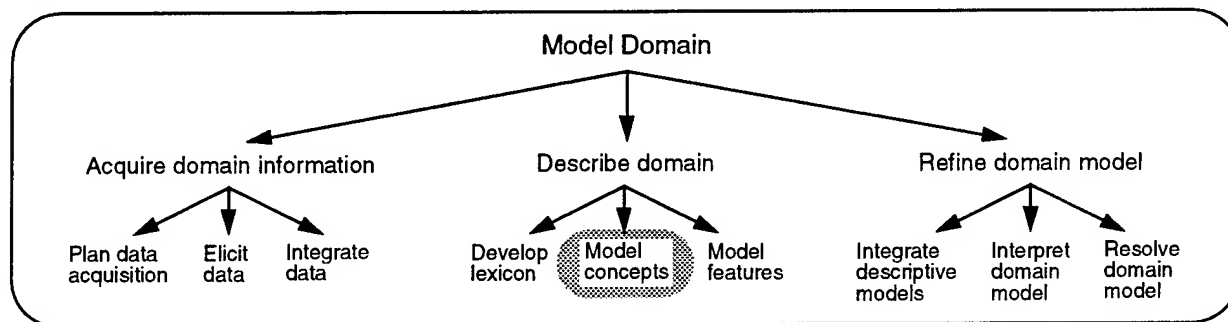 Model Domain
Acquire domain information
Describe domain
Refine domain model
Plan data
acquisition
Elicit
data
Integrate
data
Develop
lexicon
Model
concepts
Model
features
Integrate
descriptive
models
Interpret
domain
model
Resolve
domain
model